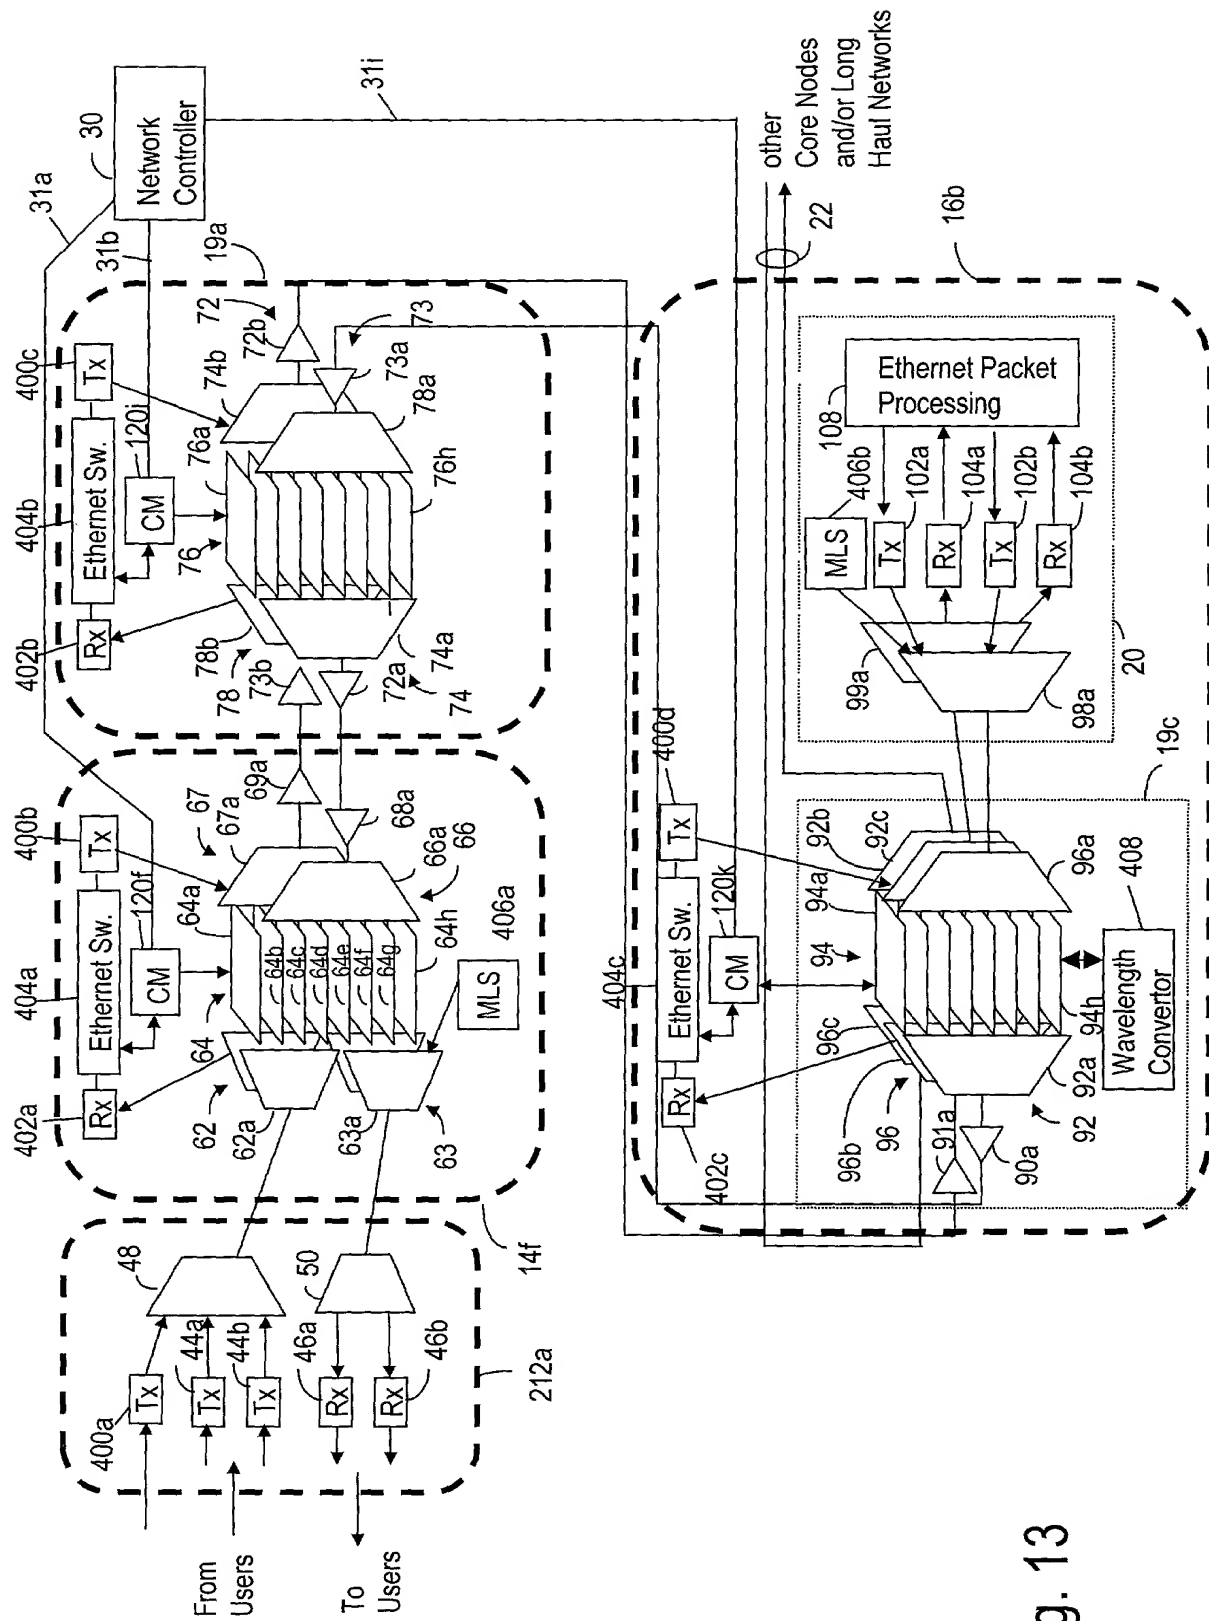 From
Users
To
Users
400a
Tx
44a
Tx
44b
Tx
46a
Rx
46b
Rx
48
50
212a
14f
402a
Rx
404a
Ethernet Sw.
400b
Tx
120f
CM
62
62a
63a
63
64
64a
64b
64c
64d
64e
64f
64g
64h
67
67a
66a
66
68a
69a
MLS
406a
402b
Rx
404b
Ethernet Sw.
400c
Tx
120j
CM
31a
31b
30
Network
Controller
31i
19a
78b
78
73b
72a
74a
74
76
76a
76h
74b
72b
72
73a
73
78a
402c
Rx
404c
Ethernet Sw.
400d
Tx
120k
CM
96b
96
96c
91a
90a
92a
92
94
94a
94h
92b
92c
96a
408
Wavelength
Convertor
19c
99a
98a
20
MLS
406b
Tx
102a
Rx
104a
Tx
102b
Rx
104b
108
Ethernet Packet
Processing
16b
22
other
Core Nodes
and/or Long
Haul Networks
g. 13